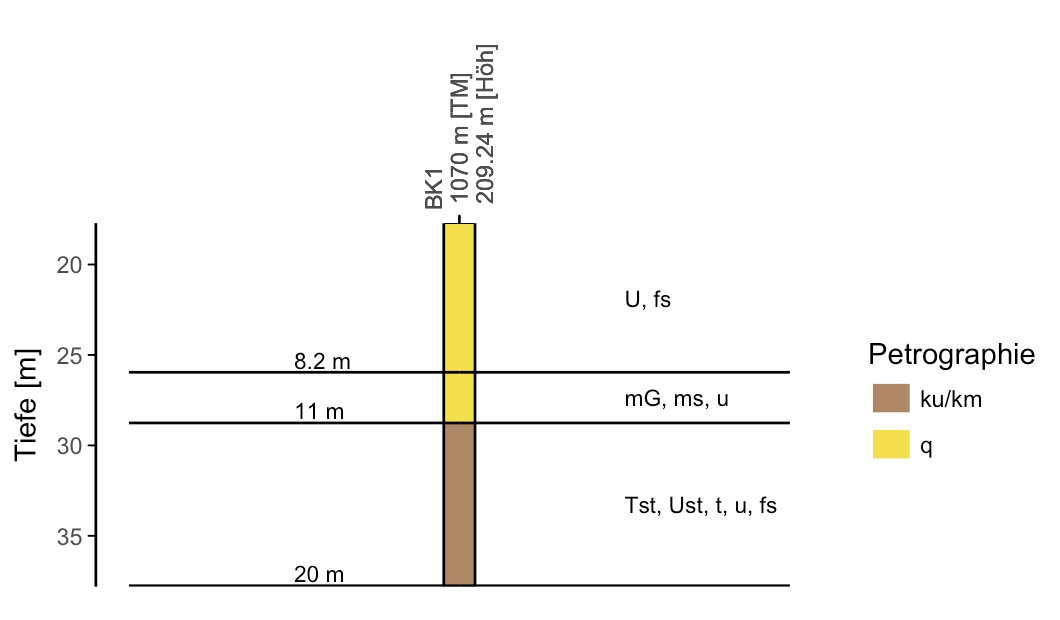 BK1
1070 m [TM]
209.24 m [Höh]
Tiefe [m]
20
25
30
35
8.2 m
11 m
20 m
U, fs
mG, ms, u
Tst, Ust, t, u, fs
Petrographie
ku/km
q